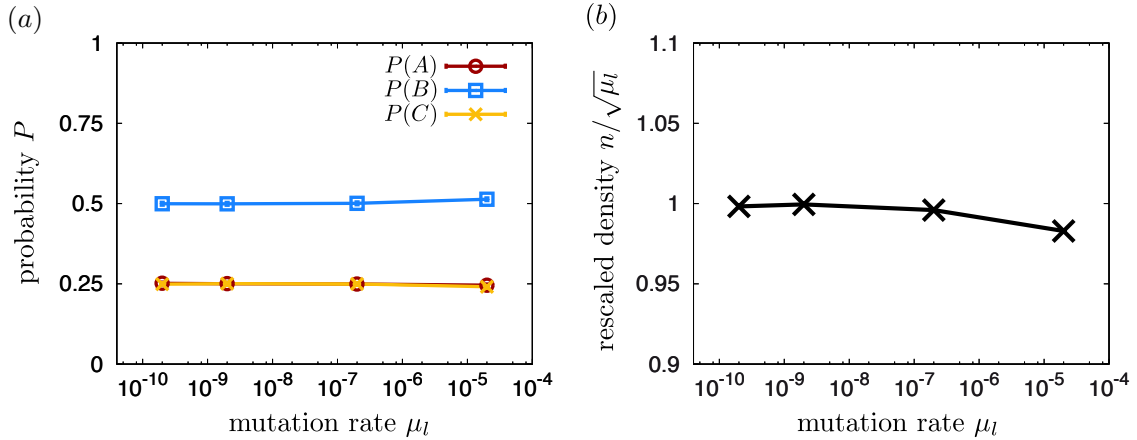 (a)
probability P
1
0.75
0.5
0.25
0
P(A)
P(B)
P(C)
10^-10 10^-9 10^-8 10^-7 10^-6 10^-5 10^-4
mutation rate μ_l
(b)
rescaled density n/√μ_l
1.1
1.05
1
0.95
0.9
10^-10 10^-9 10^-8 10^-7 10^-6 10^-5 10^-4
mutation rate μ_l